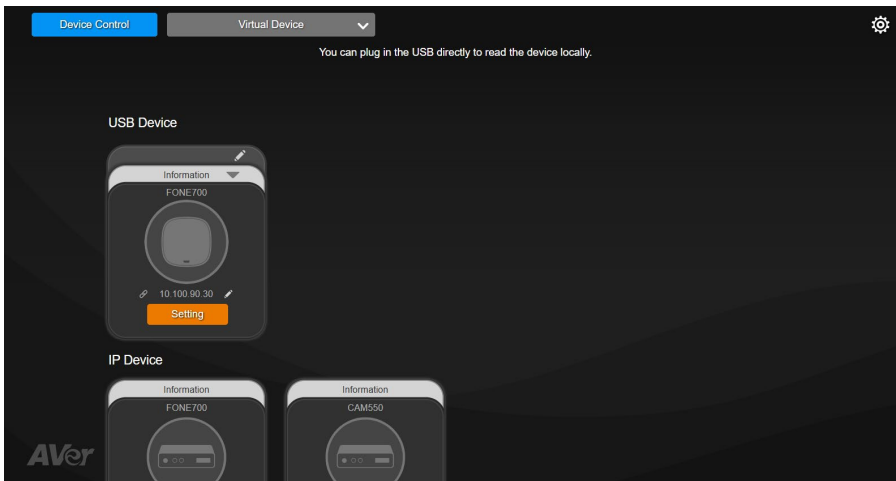 Device Control
Virtual Device
You can plug in the USB directly to read the device locally.
USB Device
Information
FONE700
10.100.90.30
Setting
IP Device
Information
Information
FONE700
CAM550
AVer